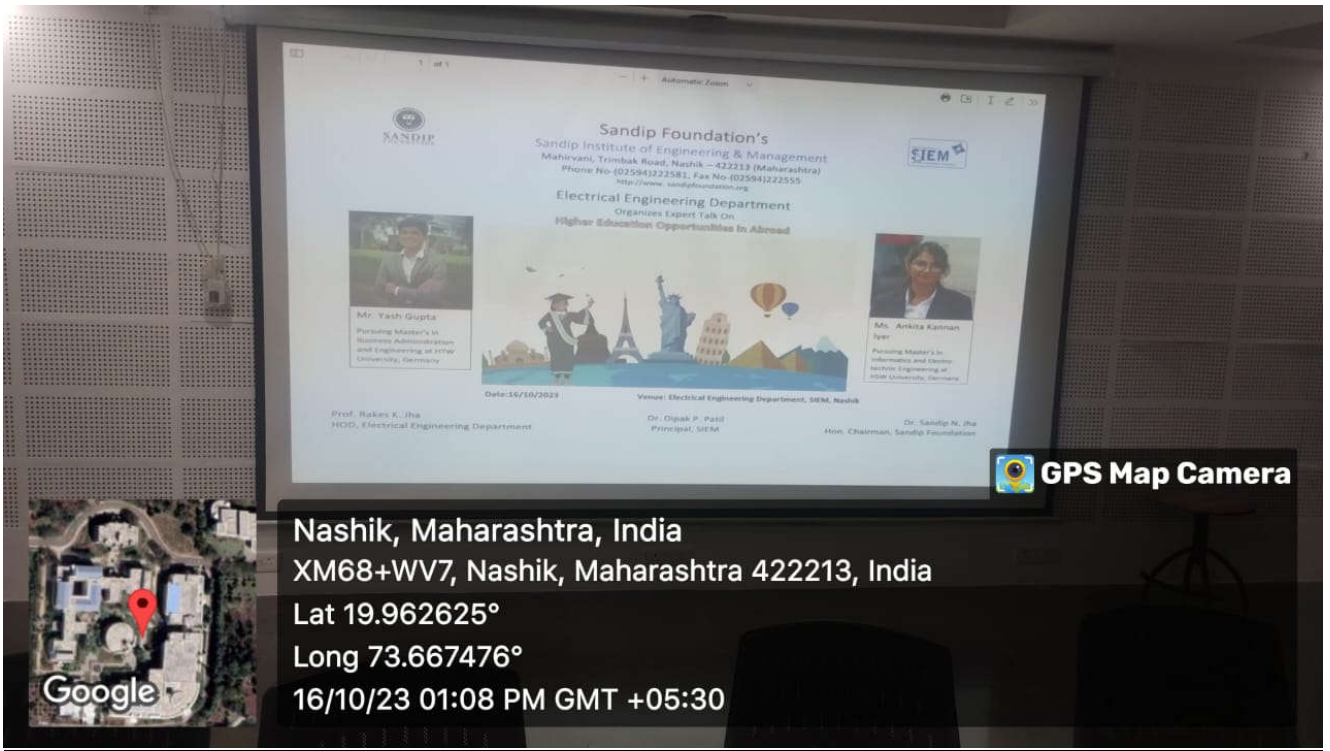 1 of 1
Automatic Zoom
SANDIP
FOUNDATION
SIEM
Sandip Foundation's
Sandip Institute of Engineering & Management
Mahirvani, Trimbak Road, Nashik – 422213 (Maharashtra)
Phone No-(02594)222581, Fax No-(02594)222555
http://www. sandipfoundation.org
Electrical Engineering Department
Organizes Expert Talk On
Higher Education Opportunities In Abroad
Mr. Yash Gupta
Pursuing Master's in
Business Administration
and Engineering at HTW
University, Germany
Ms. Ankita Kannan
Iyer
Pursuing Master's in
Informatics and Electro
technic Engineering at
University, Germany
Date:16/10/2023
Venue: Electrical Engineering Department, SIEM, Nashik
Prof. Rakes K. Jha
HOD, Electrical Engineering Department
Dr. Dipak P. Patil
Principal, SIEM
Dr. Sandip N. Jha
Hon. Chairman, Sandip Foundation
GPS Map Camera
Nashik, Maharashtra, India
XM68+WV7, Nashik, Maharashtra 422213, India
Lat 19.962625°
Long 73.667476°
16/10/23 01:08 PM GMT +05:30
Google